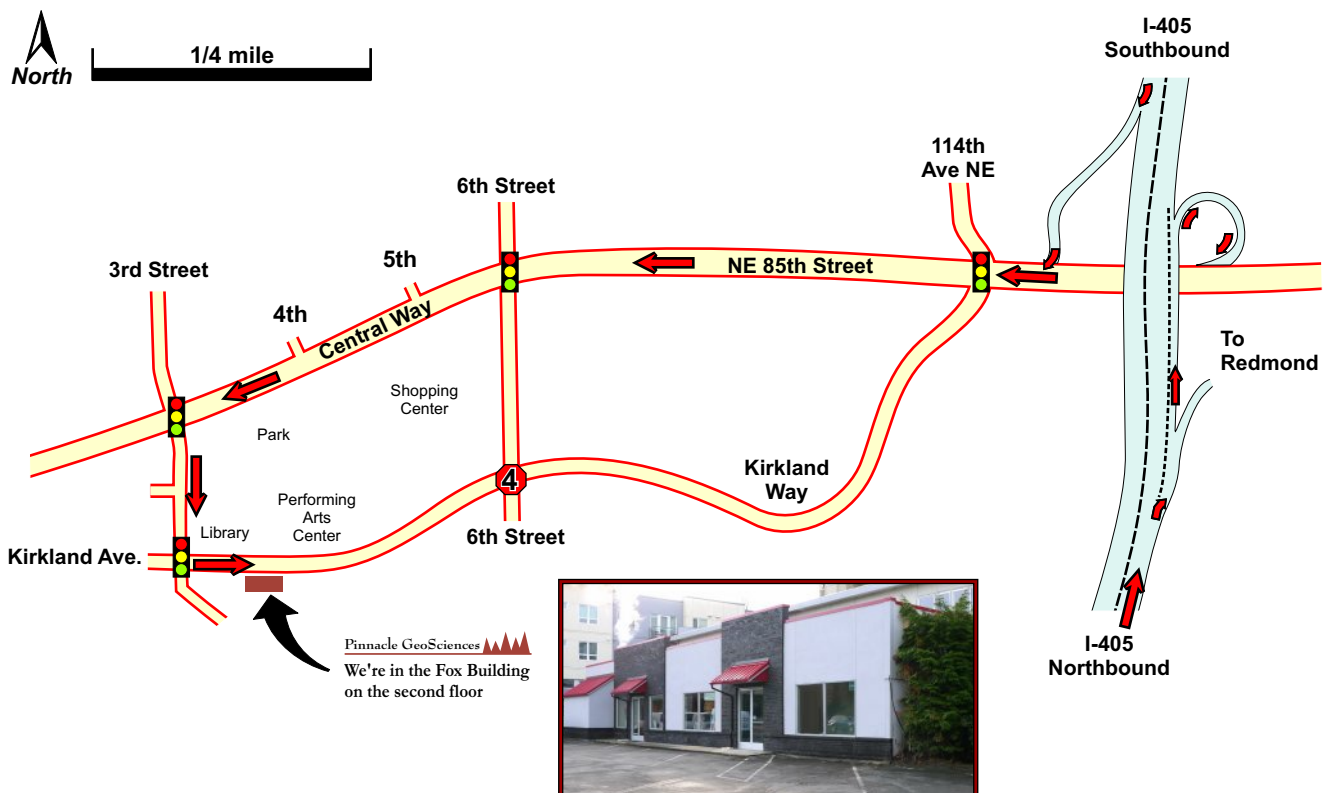 North
1/4 mile
I-405
Southbound
114th
Ave NE
6th Street
3rd Street
5th
4th
Central Way
NE 85th Street
To
Redmond
Shopping
Center
Park
Kirkland
Way
4
Performing
Arts
Center
Library
6th Street
Kirkland Ave.
I-405
Northbound
Pinnacle GeoSciences
We're in the Fox Building
on the second floor